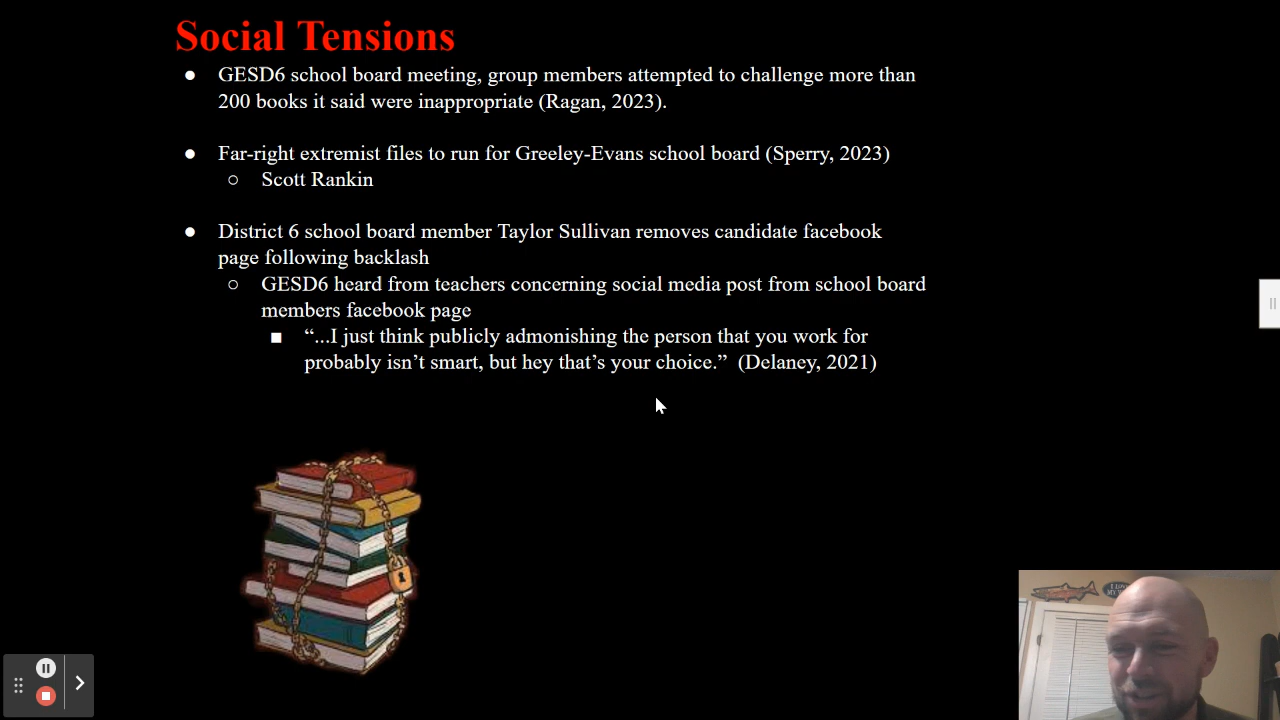 Social Tensions
● GESD6 school board meeting, group members attempted to challenge more than
200 books it said were inappropriate (Ragan, 2023).
● Far-right extremist files to run for Greeley-Evans school board (Sperry, 2023)
○ Scott Rankin
● District 6 school board member Taylor Sullivan removes candidate facebook
page following backlash
○ GESD6 heard from teachers concerning social media post from school board
members facebook page
■ “...I just think publicly admonishing the person that you work for
probably isn’t smart, but hey that’s your choice.” (Delaney, 2021)